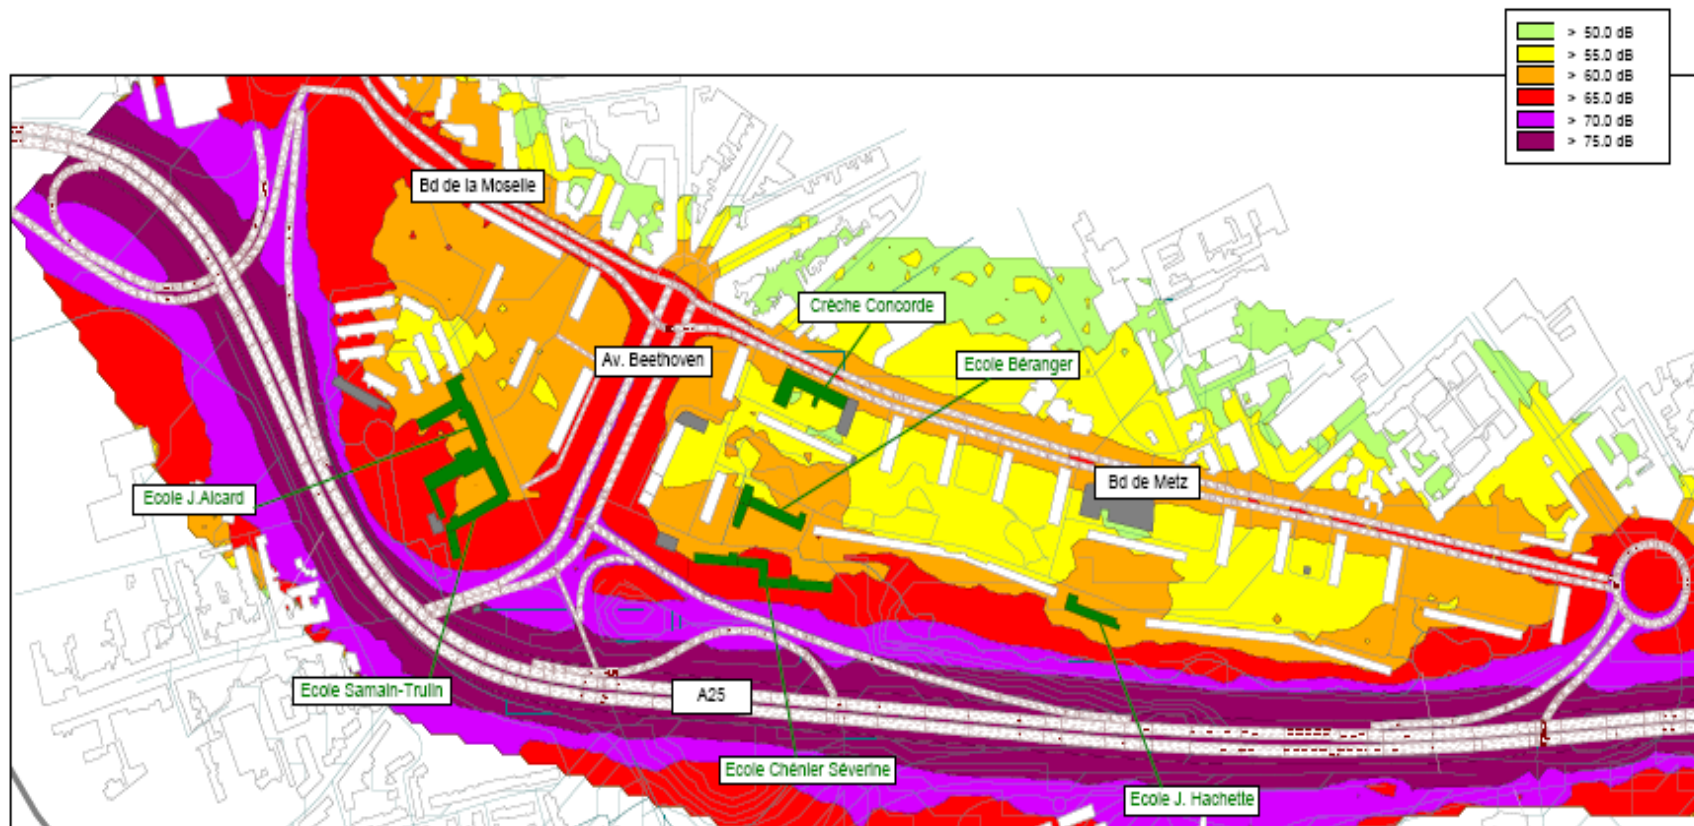 > 50.0 dB
> 55.0 dB
> 60.0 dB
> 65.0 dB
> 70.0 dB
> 75.0 dB
Bd de la Moselle
Crèche Concorde
Av. Beethoven
Ecole Béranger
Bd de Metz
Ecole J.Aicard
Ecole Samain-Trulin
A25
Ecole Chénier Séverine
Ecole J. Hachette